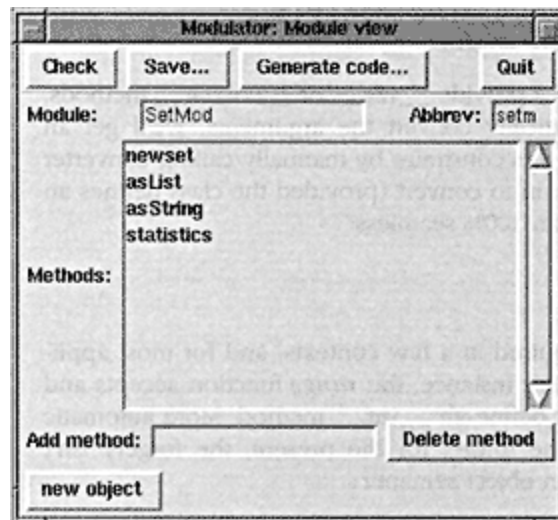 Modulator: Module view
Check Save... Generate code... Quit
Module: SetMod Abbrev: setm
newset
asList
asString
statistics
Methods:
Add method: Delete method
new object